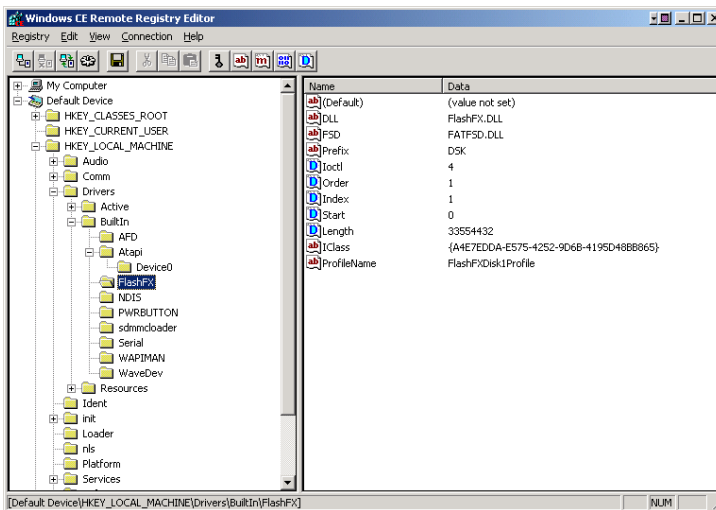 Windows CE Remote Registry Editor
Registry Edit View Connection Help
My Computer
Default Device
HKEY_CLASSES_ROOT
HKEY_CURRENT_USER
HKEY_LOCAL_MACHINE
Audio
Comm
Drivers
Active
BuiltIn
AFD
Atapi
Device0
FlashFX
NDIS
PWRBUTTON
sdmmcloader
Serial
WAPIMAN
WaveDev
Resources
Ident
init
Loader
nls
Platform
Services
Name Data
(Default) (value not set)
DLL FlashFX.DLL
FSD FATFSD.DLL
Prefix DSK
Ioctl 4
Order 1
Index 1
Start 0
Length 33554432
IClass {A4E7EDDA-E575-4252-9D6B-4195D48BB865}
ProfileName FlashFXDisk1Profile
[Default Device\HKEY_LOCAL_MACHINE\Drivers\BuiltIn\FlashFX] NUM